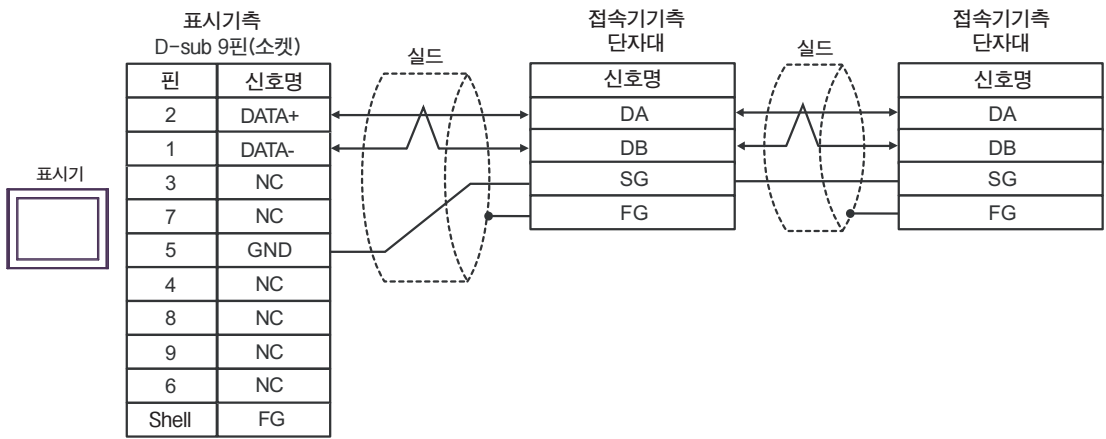 표시기측
D-sub 9핀(소켓)
핀 신호명
2 DATA+
1 DATA-
3 NC
7 NC
5 GND
4 NC
8 NC
9 NC
6 NC
Shell FG
표시기
실드
접속기기측
단자대
신호명
DA
DB
SG
FG
실드
접속기기측
단자대
신호명
DA
DB
SG
FG